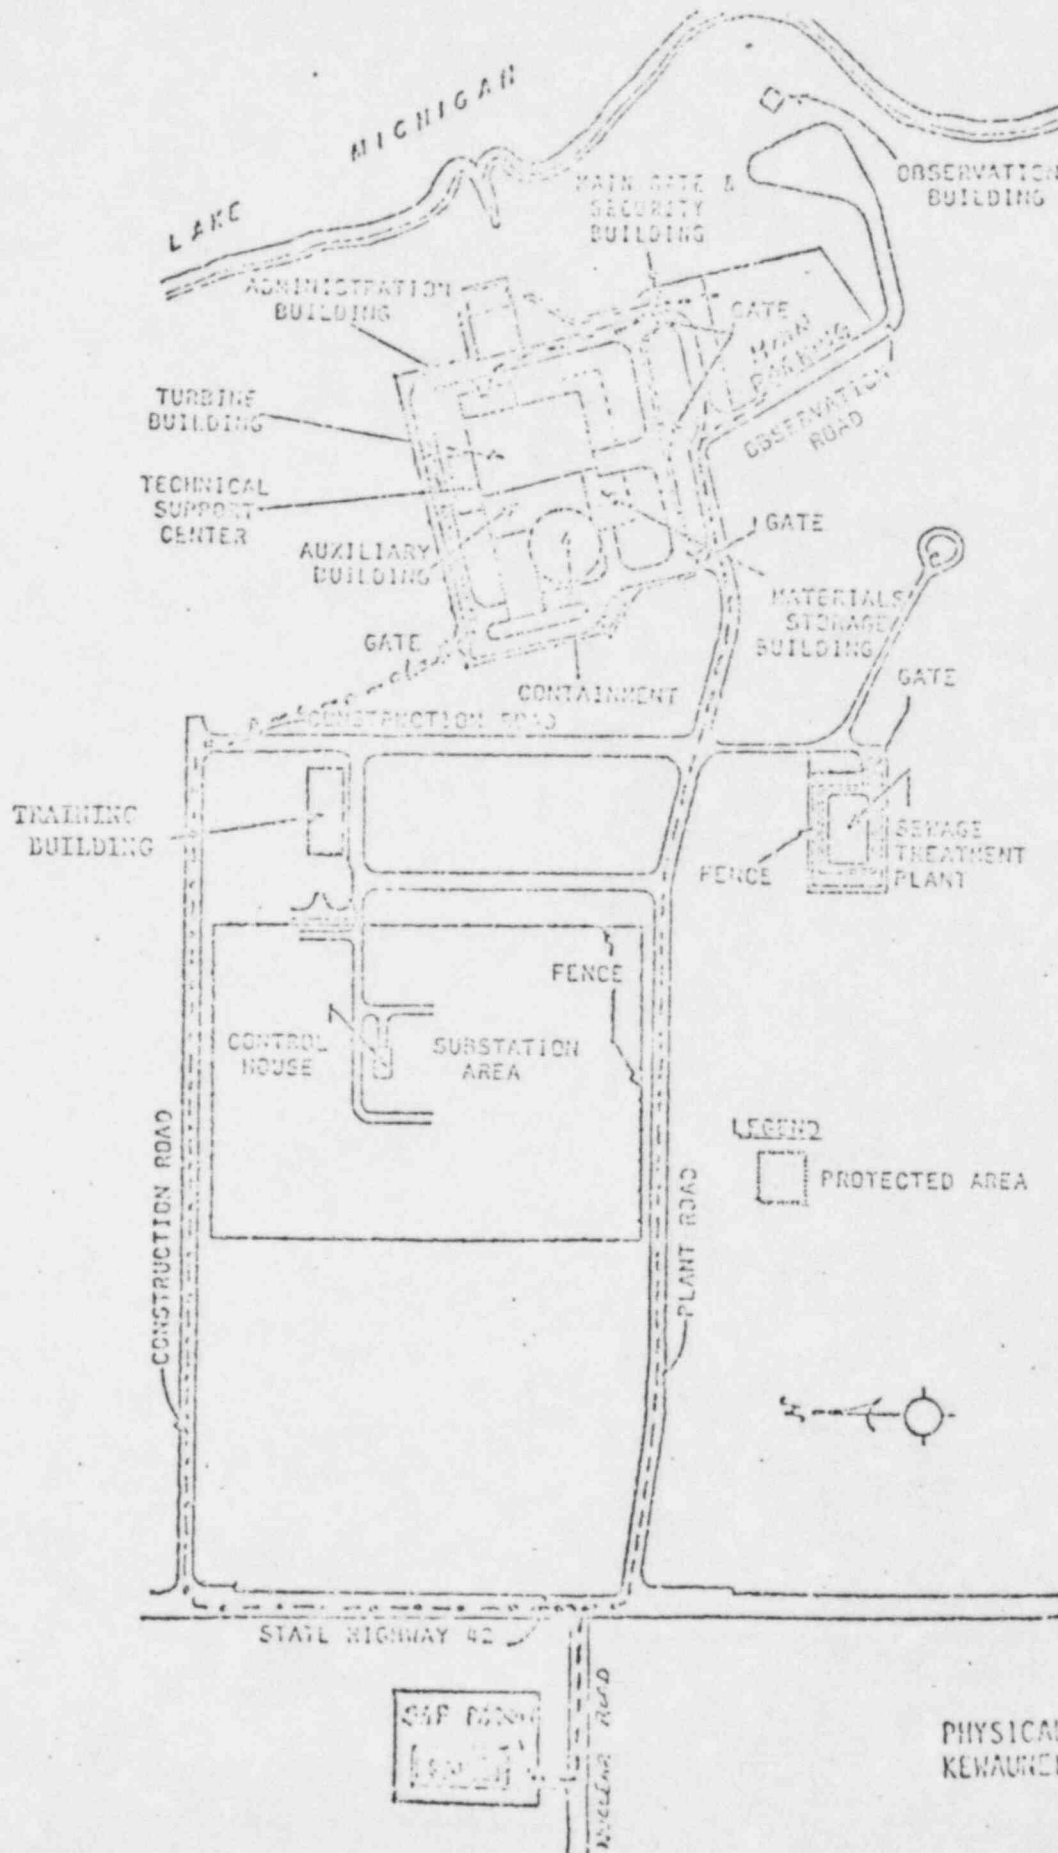 LAKE
MICHIGAN
OBSERVATION
BUILDING
MAIN GATE &
SECURITY
BUILDING
ADMINISTRATION
BUILDING
GATE
MAIN
PARKING
OBSERVATION
ROAD
TURBINE
BUILDING
TECHNICAL
SUPPORT
CENTER
AUXILIARY
BUILDING
GATE
MATERIALS
STORAGE
BUILDING
GATE
CONTAINMENT
GATE
CONSTRUCTION ROAD
TRAINING
BUILDING
FENCE
SEWAGE
TREATMENT
PLANT
FENCE
CONTROL
HOUSE
SUBSTATION
AREA
LEGEND
PROTECTED AREA
CONSTRUCTION ROAD
PLANT ROAD
N
STATE HIGHWAY 42
NUCLEAR ROAD
PHYSICAL
KEWAUNEE